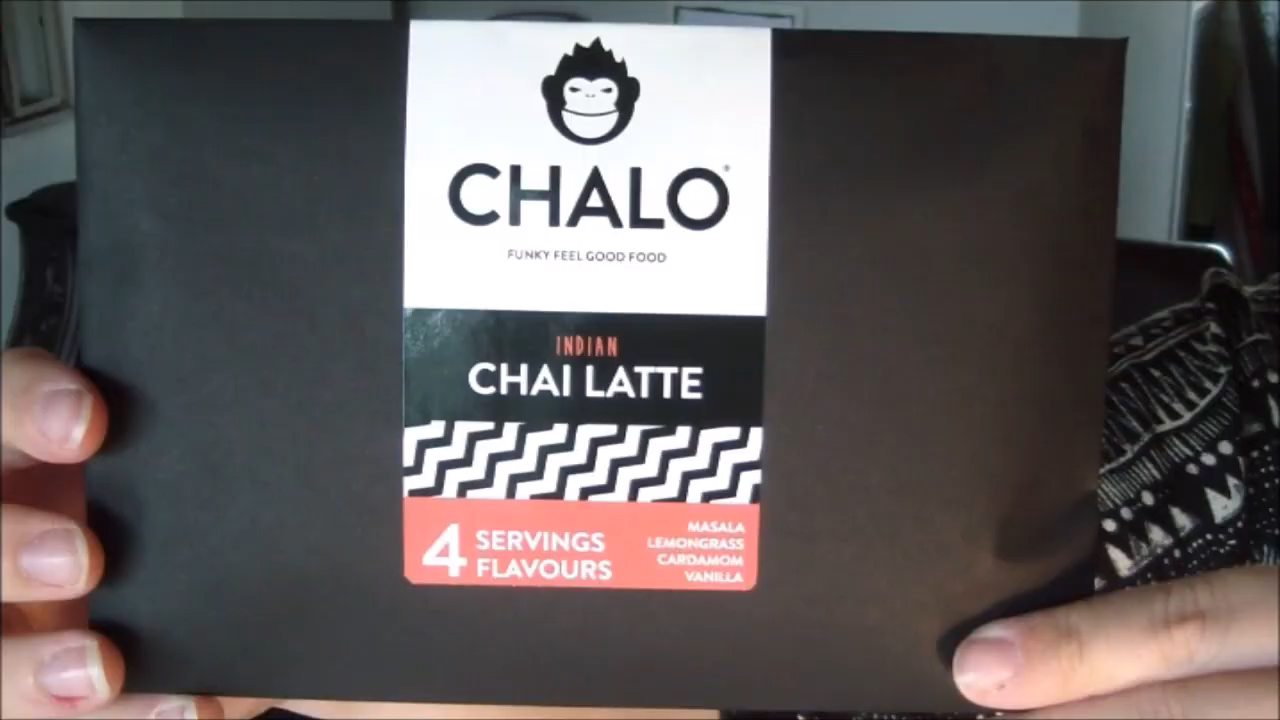 CHALO®
FUNKY FEEL GOOD FOOD
INDIAN
CHAI LATTE
4 SERVINGS
FLAVOURS
MASALA
LEMONGRASS
CARDAMOM
VANILLA